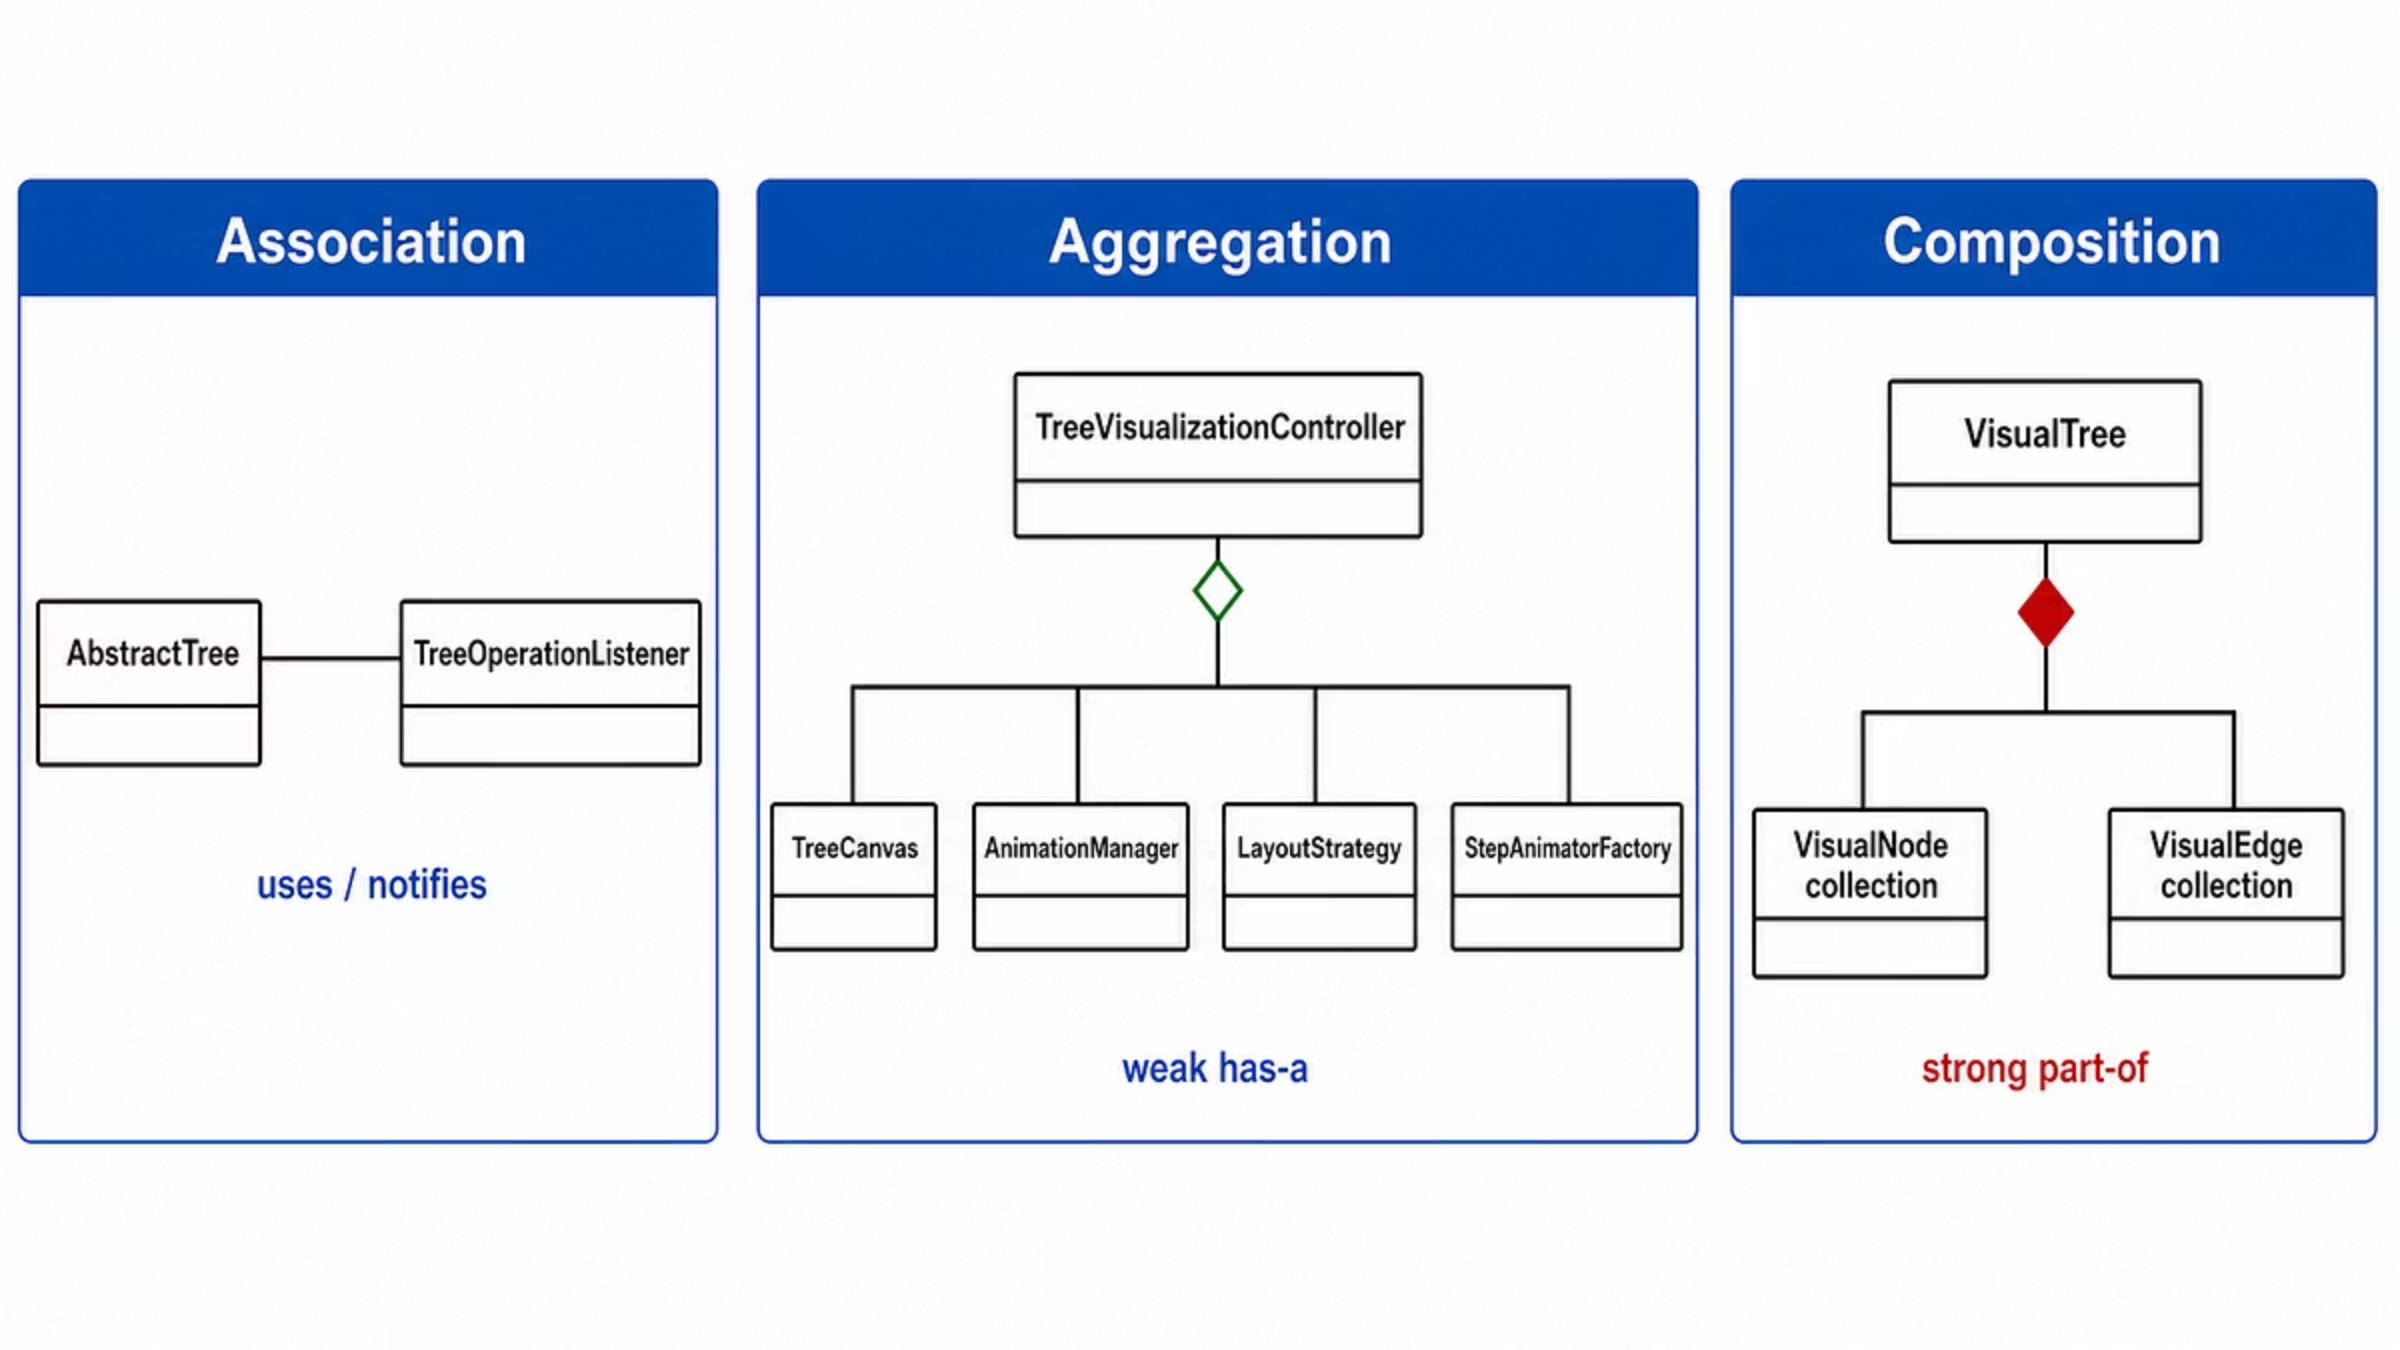 Association
AbstractTree
TreeOperationListener
uses / notifies
Aggregation
TreeVisualizationController
TreeCanvas
AnimationManager
LayoutStrategy
StepAnimatorFactory
weak has-a
Composition
VisualTree
VisualNode
collection
VisualEdge
collection
strong part-of